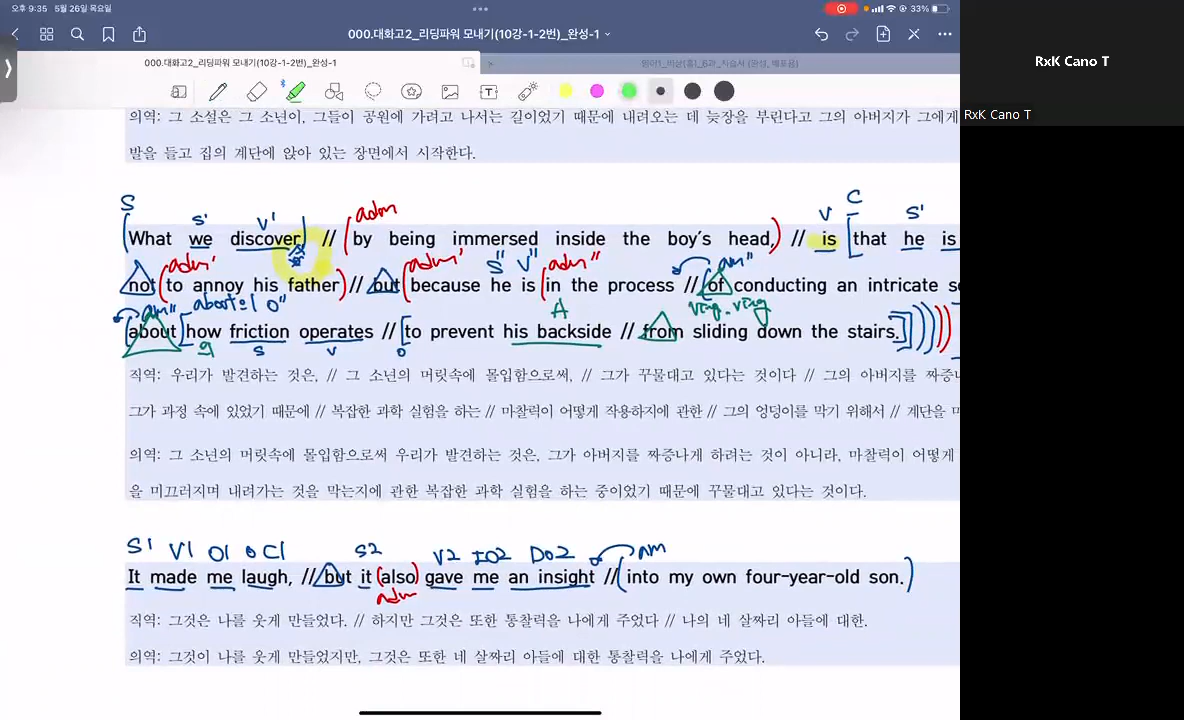 오후 9:35 5월 26일 목요일
33%
000.대화고2_리딩파워 모내기(10강-1-2번)_완성-1
000.대화고2_리딩파워 모내기(10강-1-2번)_완성-1
RxK Cano T
RxK Cano T
의역: 그 소설은 그 소년이, 그들이 공원에 가려고 나서는 길이었기 때문에 내려오는 데 늦장을 부린다고 그의 아버지가 그에게
발을 들고 집의 계단에 앉아 있는 장면에서 시작한다.
S S' V' adm V C S'
What we discover // by being immersed inside the boy's head, // is that he is
adm' adm' S" V" adm" am"
not to annoy his father // but because he is in the process // of conducting an intricate
am" about의 O" A ving
about how friction operates // to prevent his backside // from sliding down the stairs.
S V
직역: 우리가 발견하는 것은, // 그 소년의 머릿속에 몰입함으로써, // 그가 꾸물대고 있다는 것이다 // 그의 아버지를
그가 과정 속에 있었기 때문에 // 복잡한 과학 실험을 하는 // 마찰력이 어떻게 작용하지에 관한 // 그의 엉덩이를 막기 위해서 // 계단을
의역: 그 소년의 머릿속에 몰입함으로써 우리가 발견하는 것은, 그가 아버지를 짜증나게 하려는 것이 아니라, 마찰력이 어떻게
을 미끄러지며 내려가는 것을 막는지에 관한 복잡한 과학 실험을 하는 중이었기 때문에 꾸물대고 있다는 것이다.
S1 V1 O1 OC1 S2 V2 IO2 DO2 am
It made me laugh, // but it also gave me an insight // into my own four-year-old son.
adm
직역: 그것은 나를 웃게 만들었다. // 하지만 그것은 또한 통찰력을 나에게 주었다 // 나의 네 살짜리 아들에 대한.
의역: 그것이 나를 웃게 만들었지만, 그것은 또한 네 살짜리 아들에 대한 통찰력을 나에게 주었다.